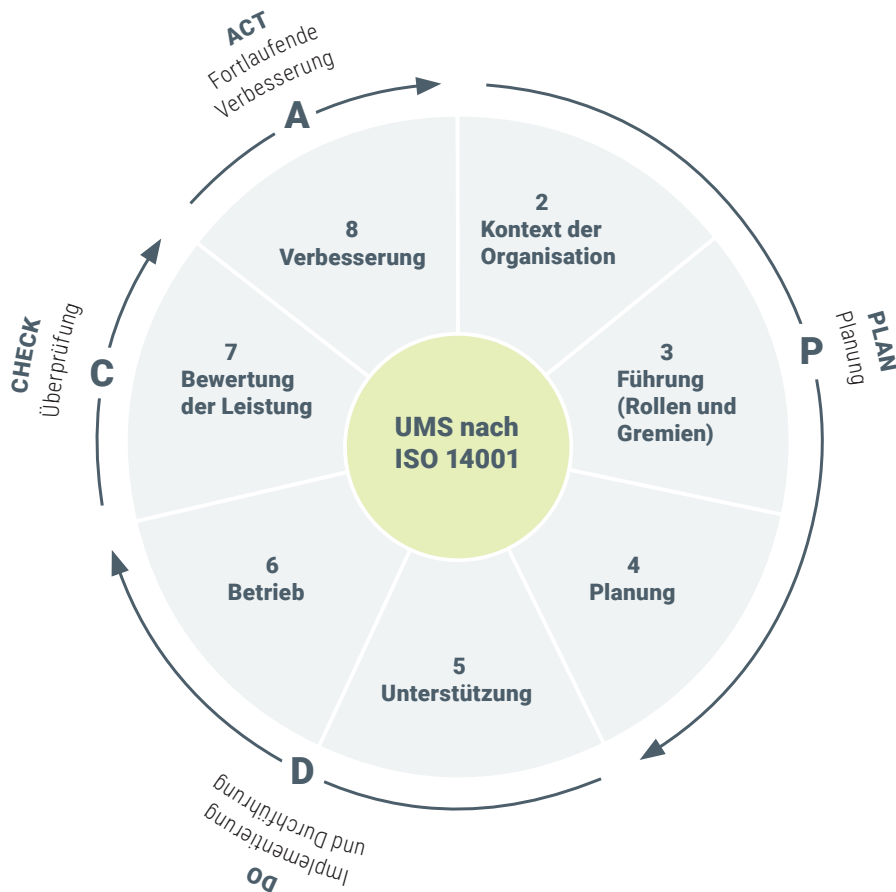 ACT
Fortlaufende
Verbesserung
A
8
Verbesserung
2
Kontext der
Organisation
PLAN
Planung
P
3
Führung
(Rollen und
Gremien)
CHECK
Überprüfung
C
7
Bewertung
der Leistung
UMS nach
ISO 14001
6
Betrieb
4
Planung
5
Unterstützung
D
und Durchführung
Implementierung
DO